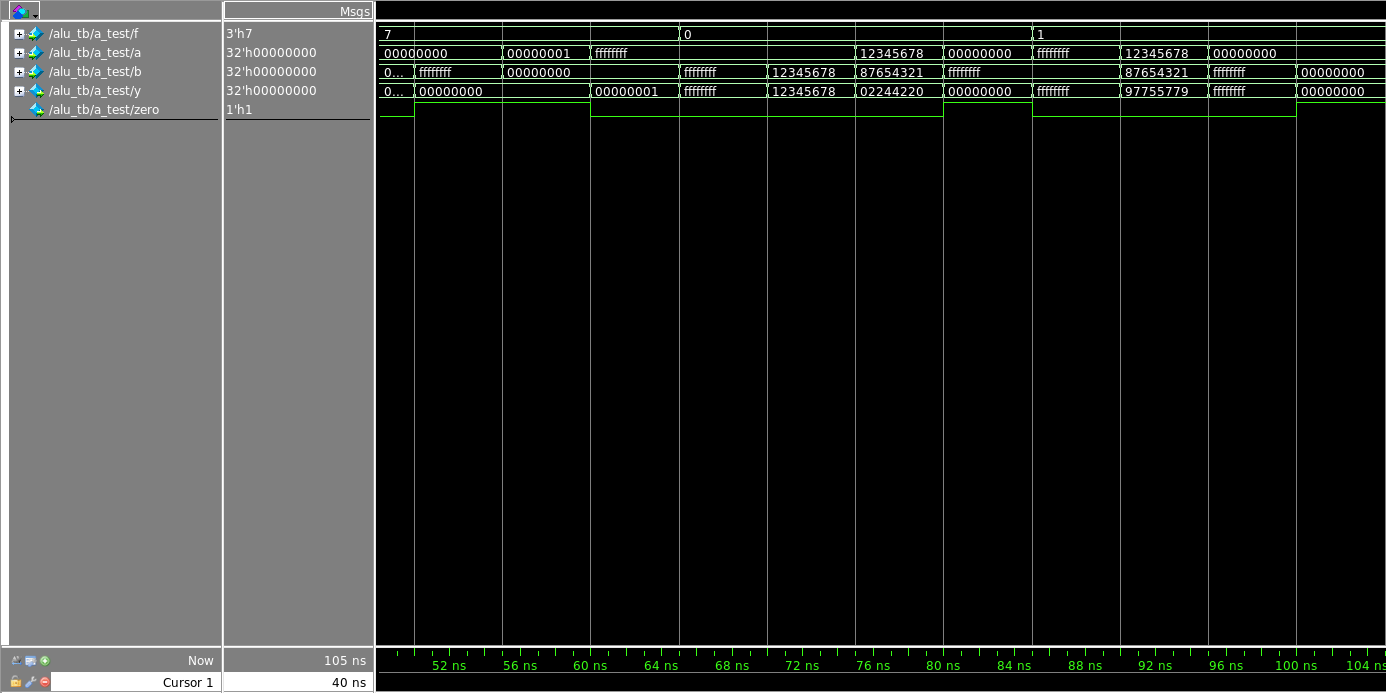 Msgs
/alu_tb/a_test/f 3'h7 7 0 1
/alu_tb/a_test/a 32'h00000000 00000000 00000001 ffffffff 12345678 00000000 ffffffff 12345678 00000000
/alu_tb/a_test/b 32'h00000000 0... ffffffff 00000000 ffffffff 12345678 87654321 ffffffff 87654321 ffffffff 00000000
/alu_tb/a_test/y 32'h00000000 0... 00000000 00000001 ffffffff 12345678 02244220 00000000 ffffffff 97755779 ffffffff 00000000
/alu_tb/a_test/zero 1'h1
Now 105 ns 52 ns 56 ns 60 ns 64 ns 68 ns 72 ns 76 ns 80 ns 84 ns 88 ns 92 ns 96 ns 100 ns 104 ns
Cursor 1 40 ns